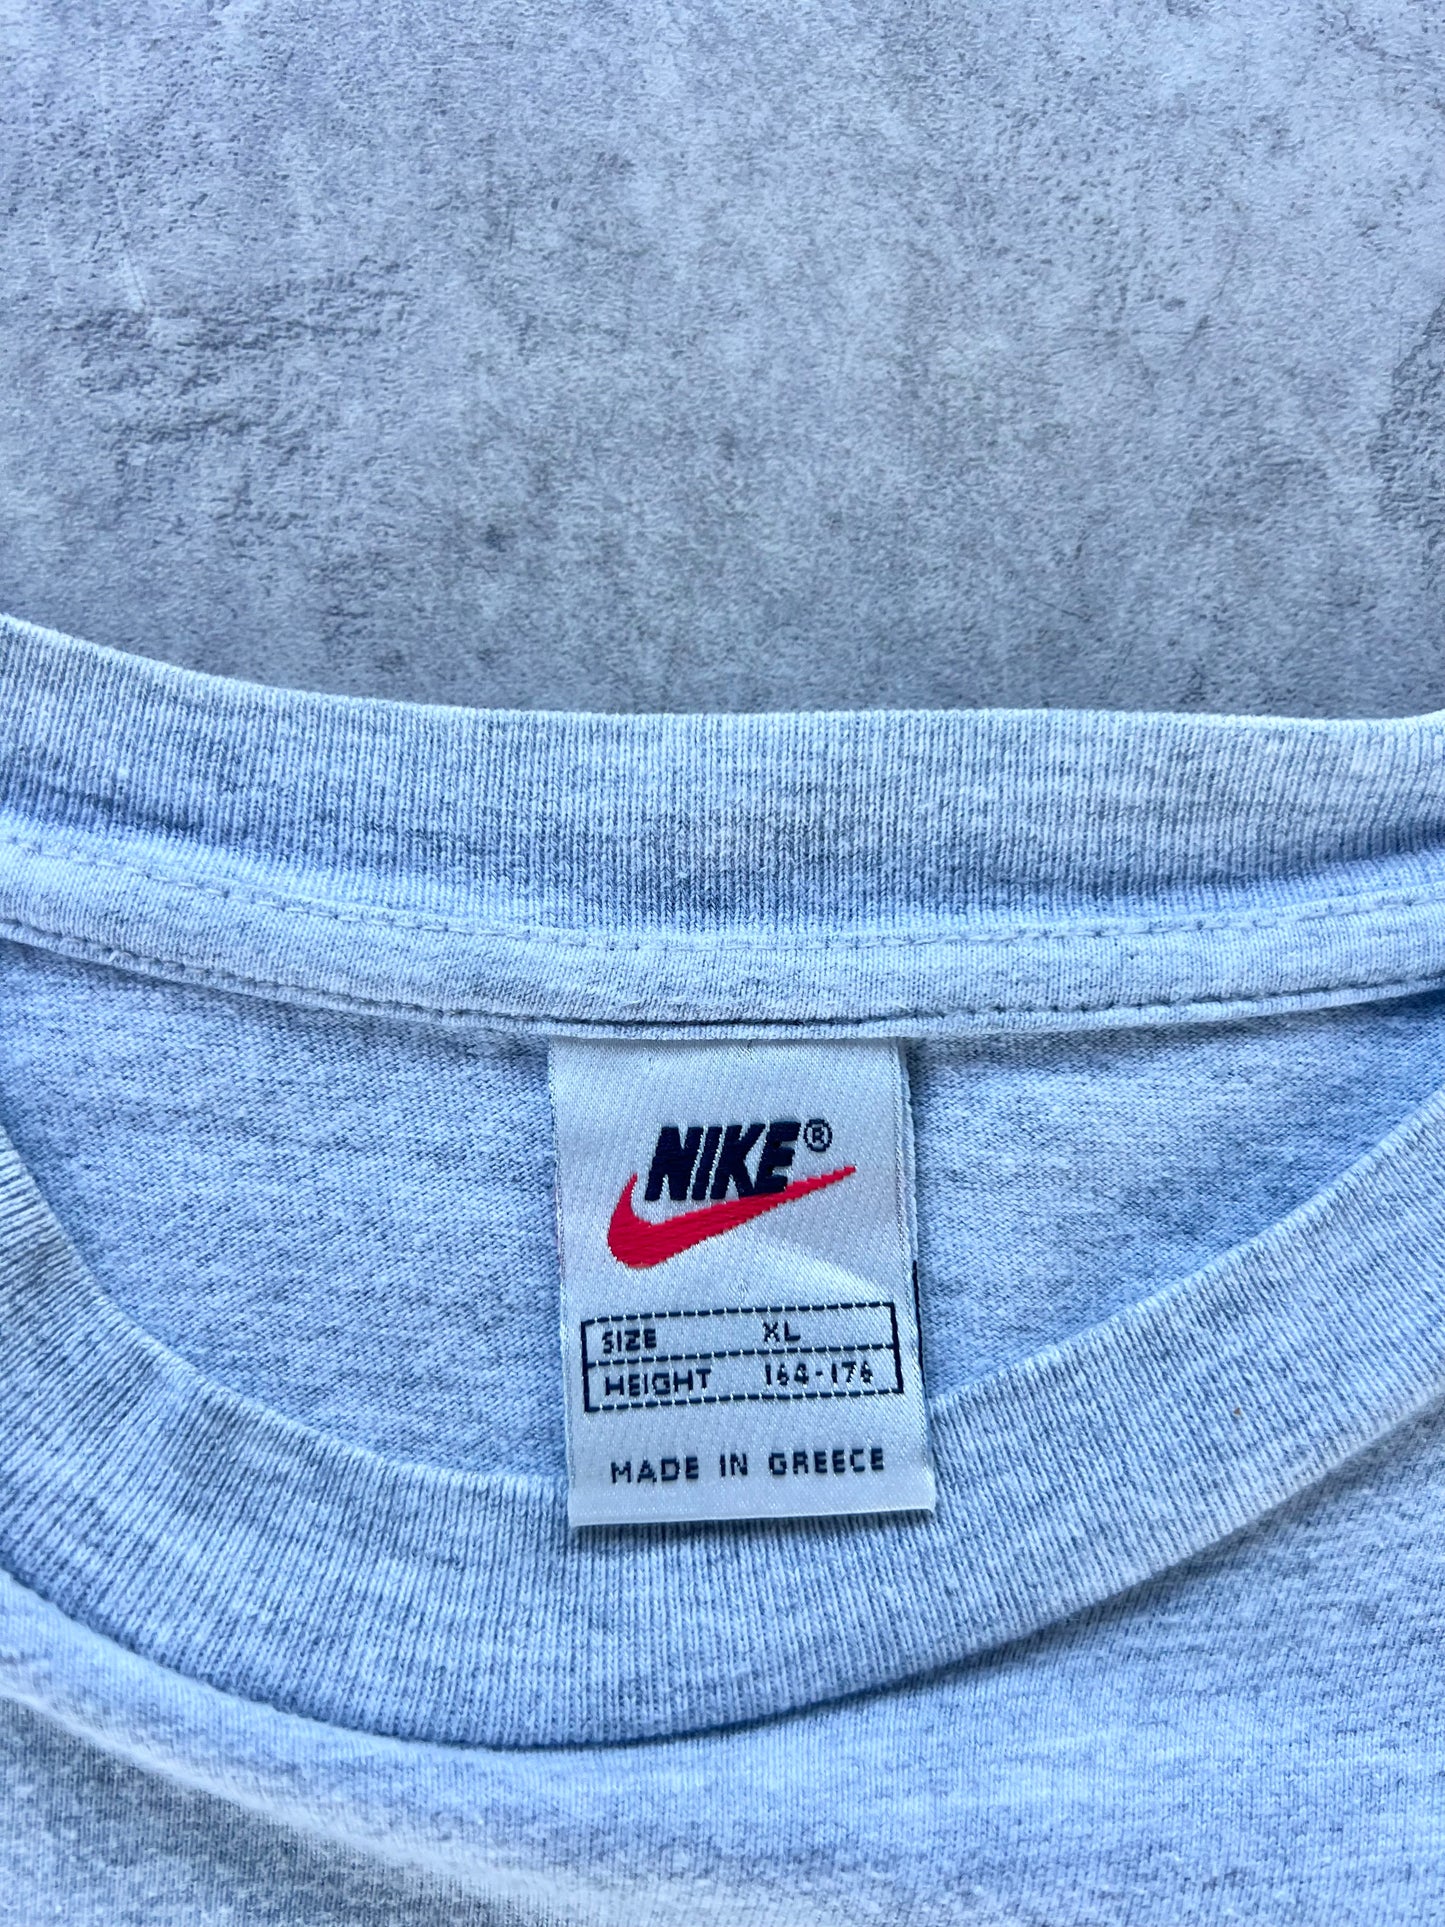 NIKE®
SIZE XL
HEIGHT 164-176
MADE IN GREECE